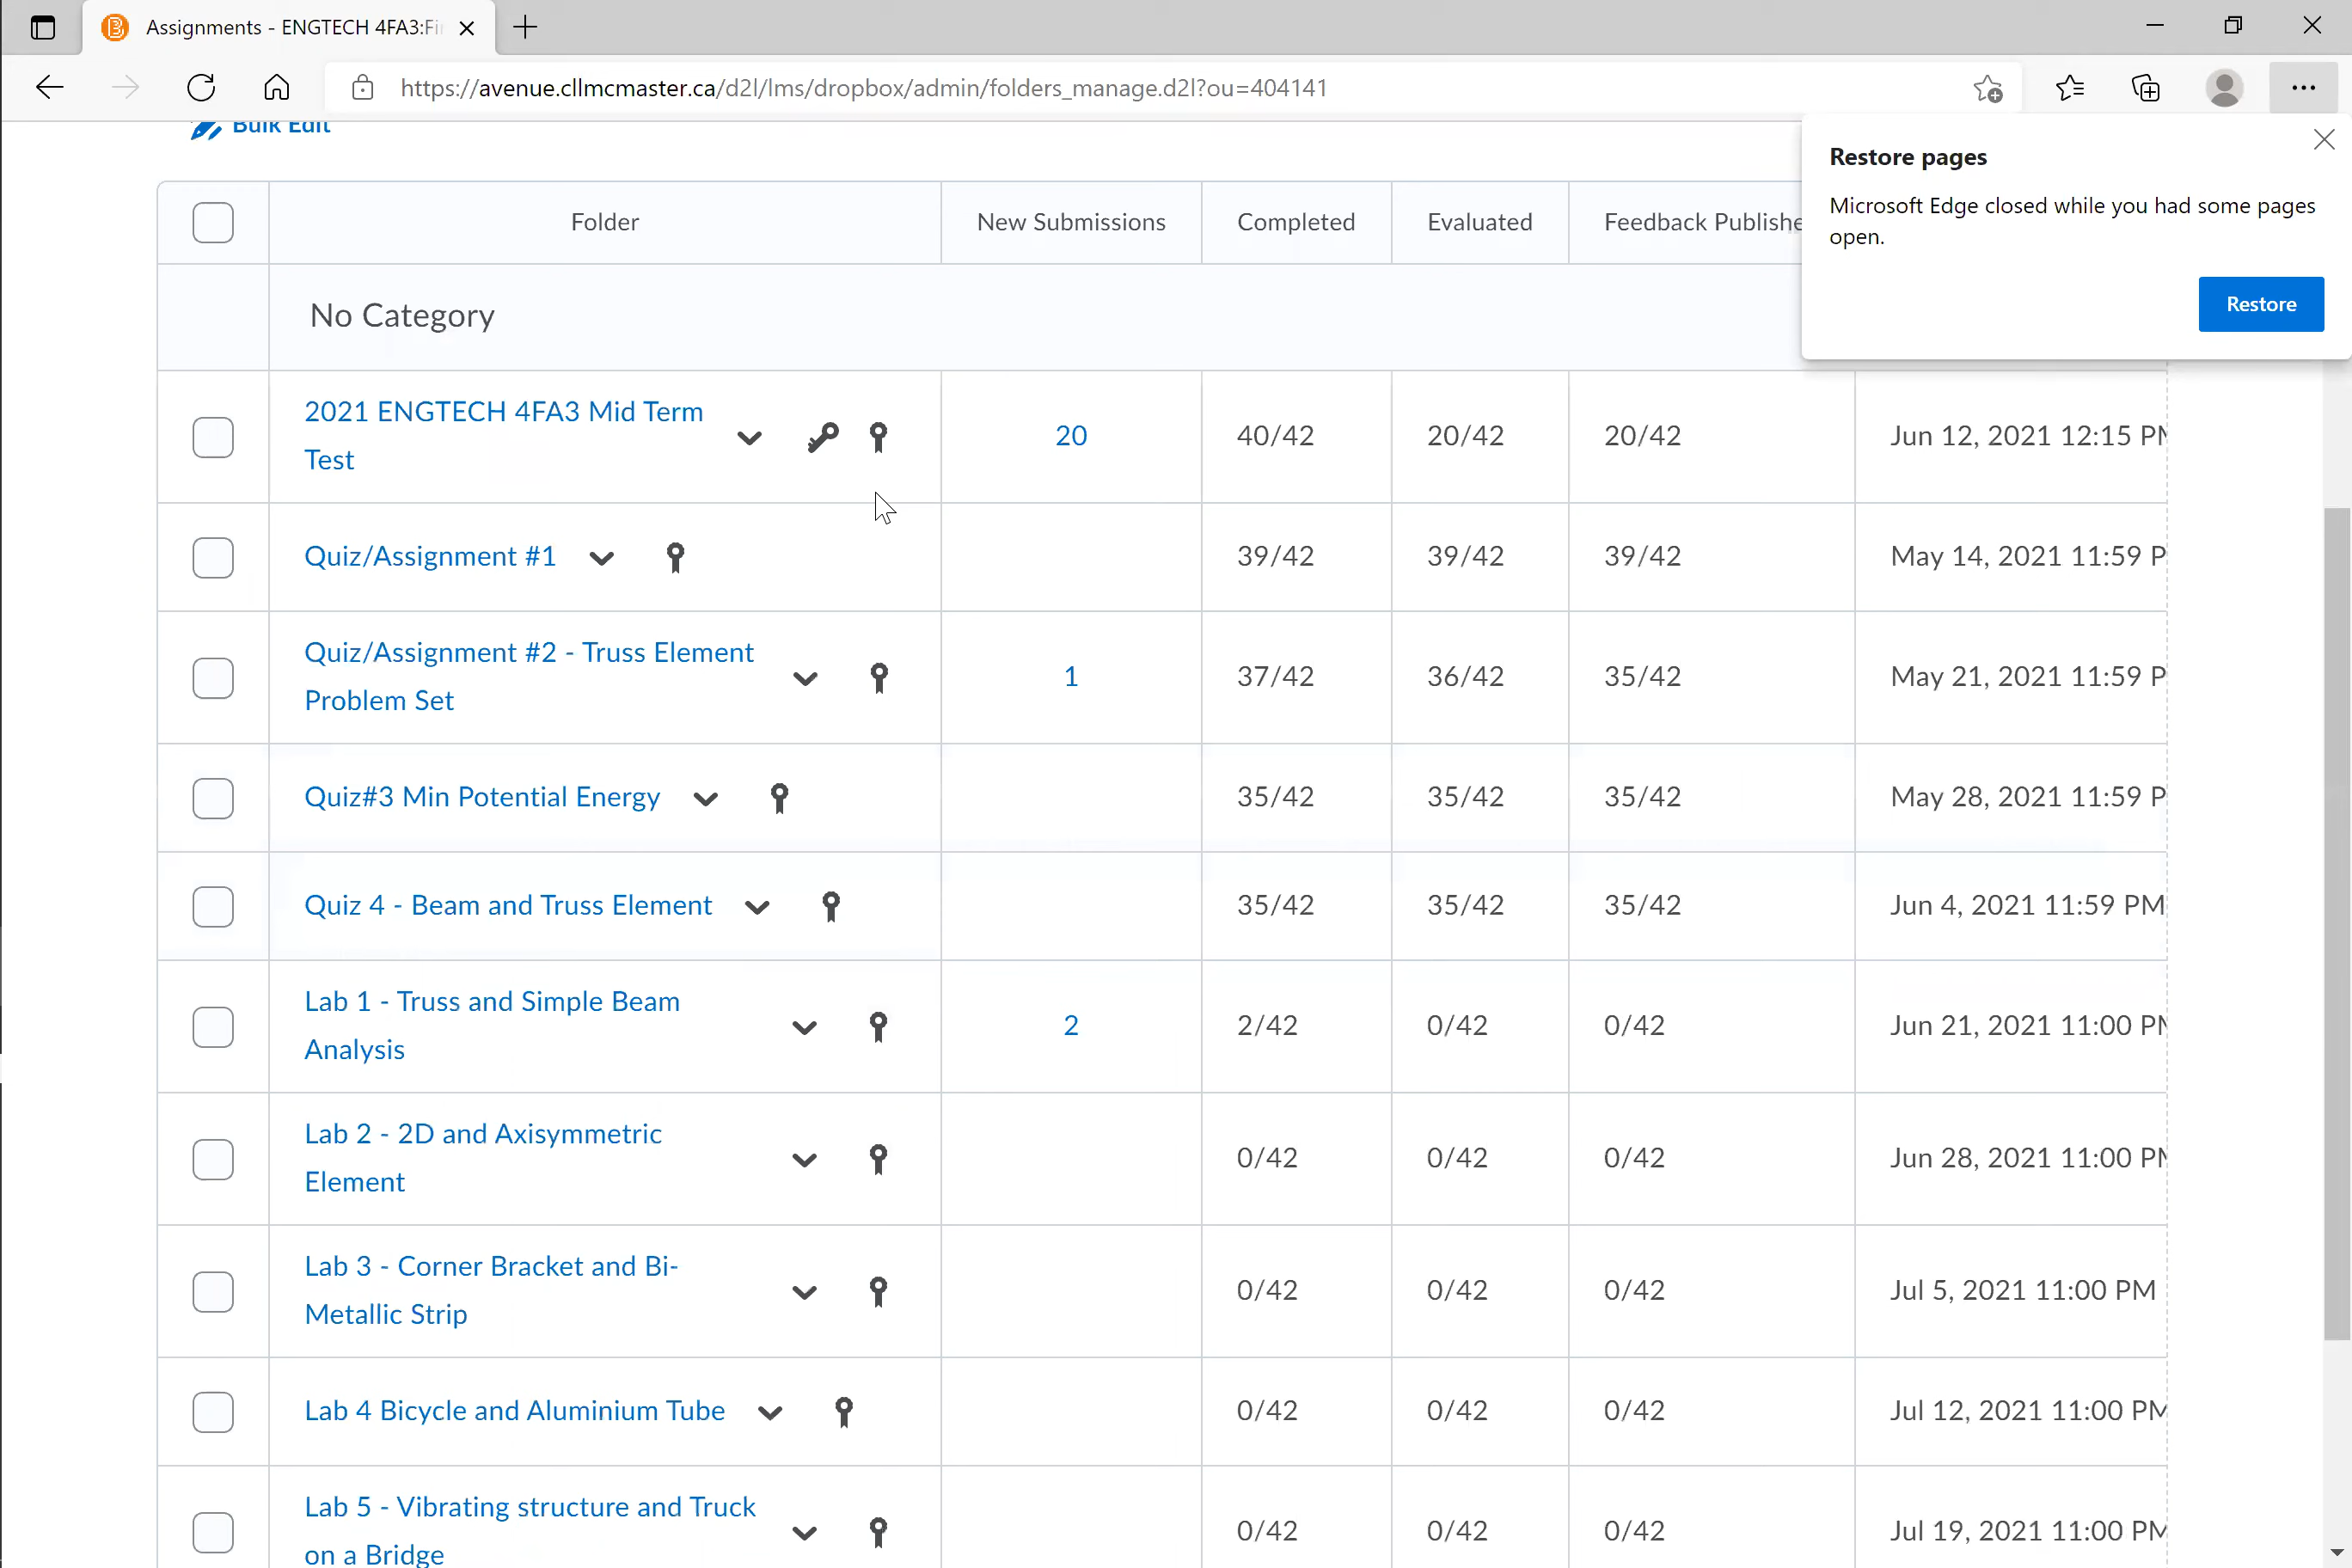 Assignments - ENGTECH 4FA3:Fi
https://avenue.cllmcmaster.ca/d2l/lms/dropbox/admin/folders_manage.d2l?ou=404141
Bulk Edit
Restore pages
Microsoft Edge closed while you had some pages
open.
Restore
Folder New Submissions Completed Evaluated Feedback Publishe
No Category
2021 ENGTECH 4FA3 Mid Term
Test
20 40/42 20/42 20/42 Jun 12, 2021 12:15 PM
Quiz/Assignment #1 39/42 39/42 39/42 May 14, 2021 11:59 P
Quiz/Assignment #2 - Truss Element
Problem Set
1 37/42 36/42 35/42 May 21, 2021 11:59 P
Quiz#3 Min Potential Energy 35/42 35/42 35/42 May 28, 2021 11:59 P
Quiz 4 - Beam and Truss Element 35/42 35/42 35/42 Jun 4, 2021 11:59 PM
Lab 1 - Truss and Simple Beam
Analysis
2 2/42 0/42 0/42 Jun 21, 2021 11:00 PM
Lab 2 - 2D and Axisymmetric
Element
0/42 0/42 0/42 Jun 28, 2021 11:00 PM
Lab 3 - Corner Bracket and Bi-
Metallic Strip
0/42 0/42 0/42 Jul 5, 2021 11:00 PM
Lab 4 Bicycle and Aluminium Tube 0/42 0/42 0/42 Jul 12, 2021 11:00 PM
Lab 5 - Vibrating structure and Truck
on a Bridge
0/42 0/42 0/42 Jul 19, 2021 11:00 PM